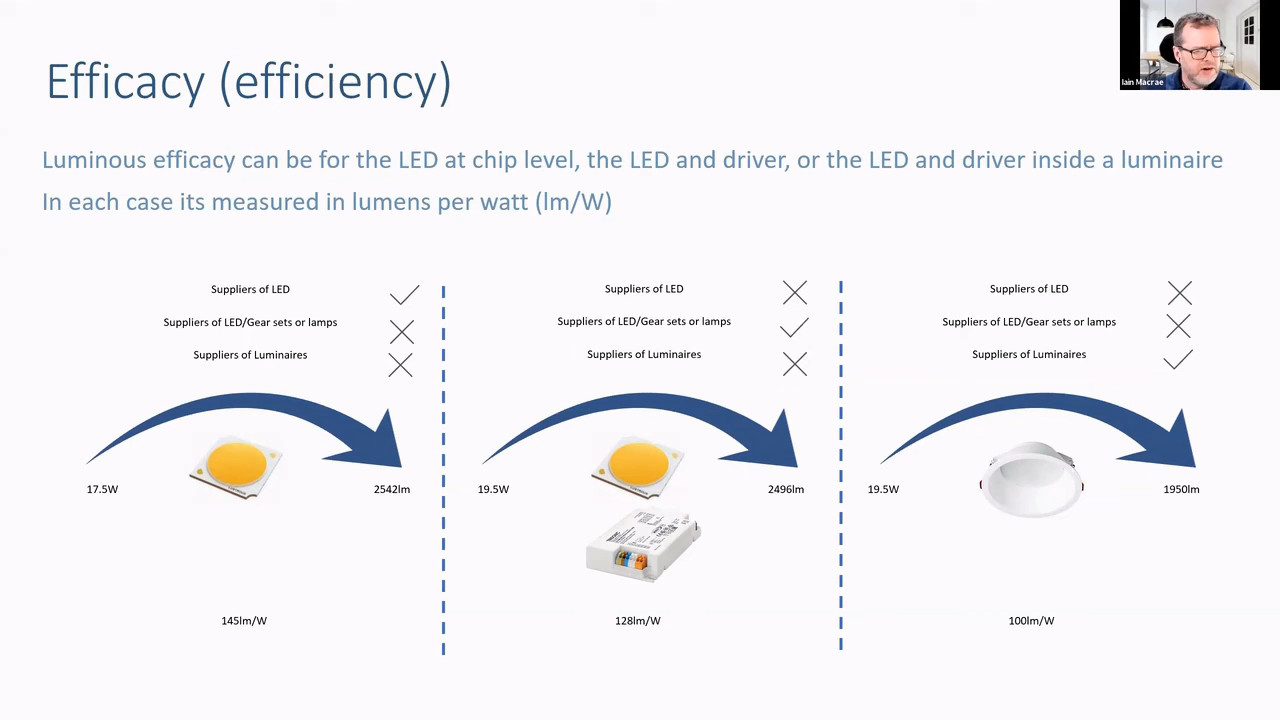 Efficacy (efficiency)
Iain Macrae
Luminous efficacy can be for the LED at chip level, the LED and driver, or the LED and driver inside a luminaire
In each case its measured in lumens per watt (lm/W)
Suppliers of LED
Suppliers of LED/Gear sets or lamps
Suppliers of Luminaires
17.5W
2542lm
145lm/W
Suppliers of LED
Suppliers of LED/Gear sets or lamps
Suppliers of Luminaires
19.5W
2496lm
128lm/W
Suppliers of LED
Suppliers of LED/Gear sets or lamps
Suppliers of Luminaires
19.5W
1950lm
100lm/W